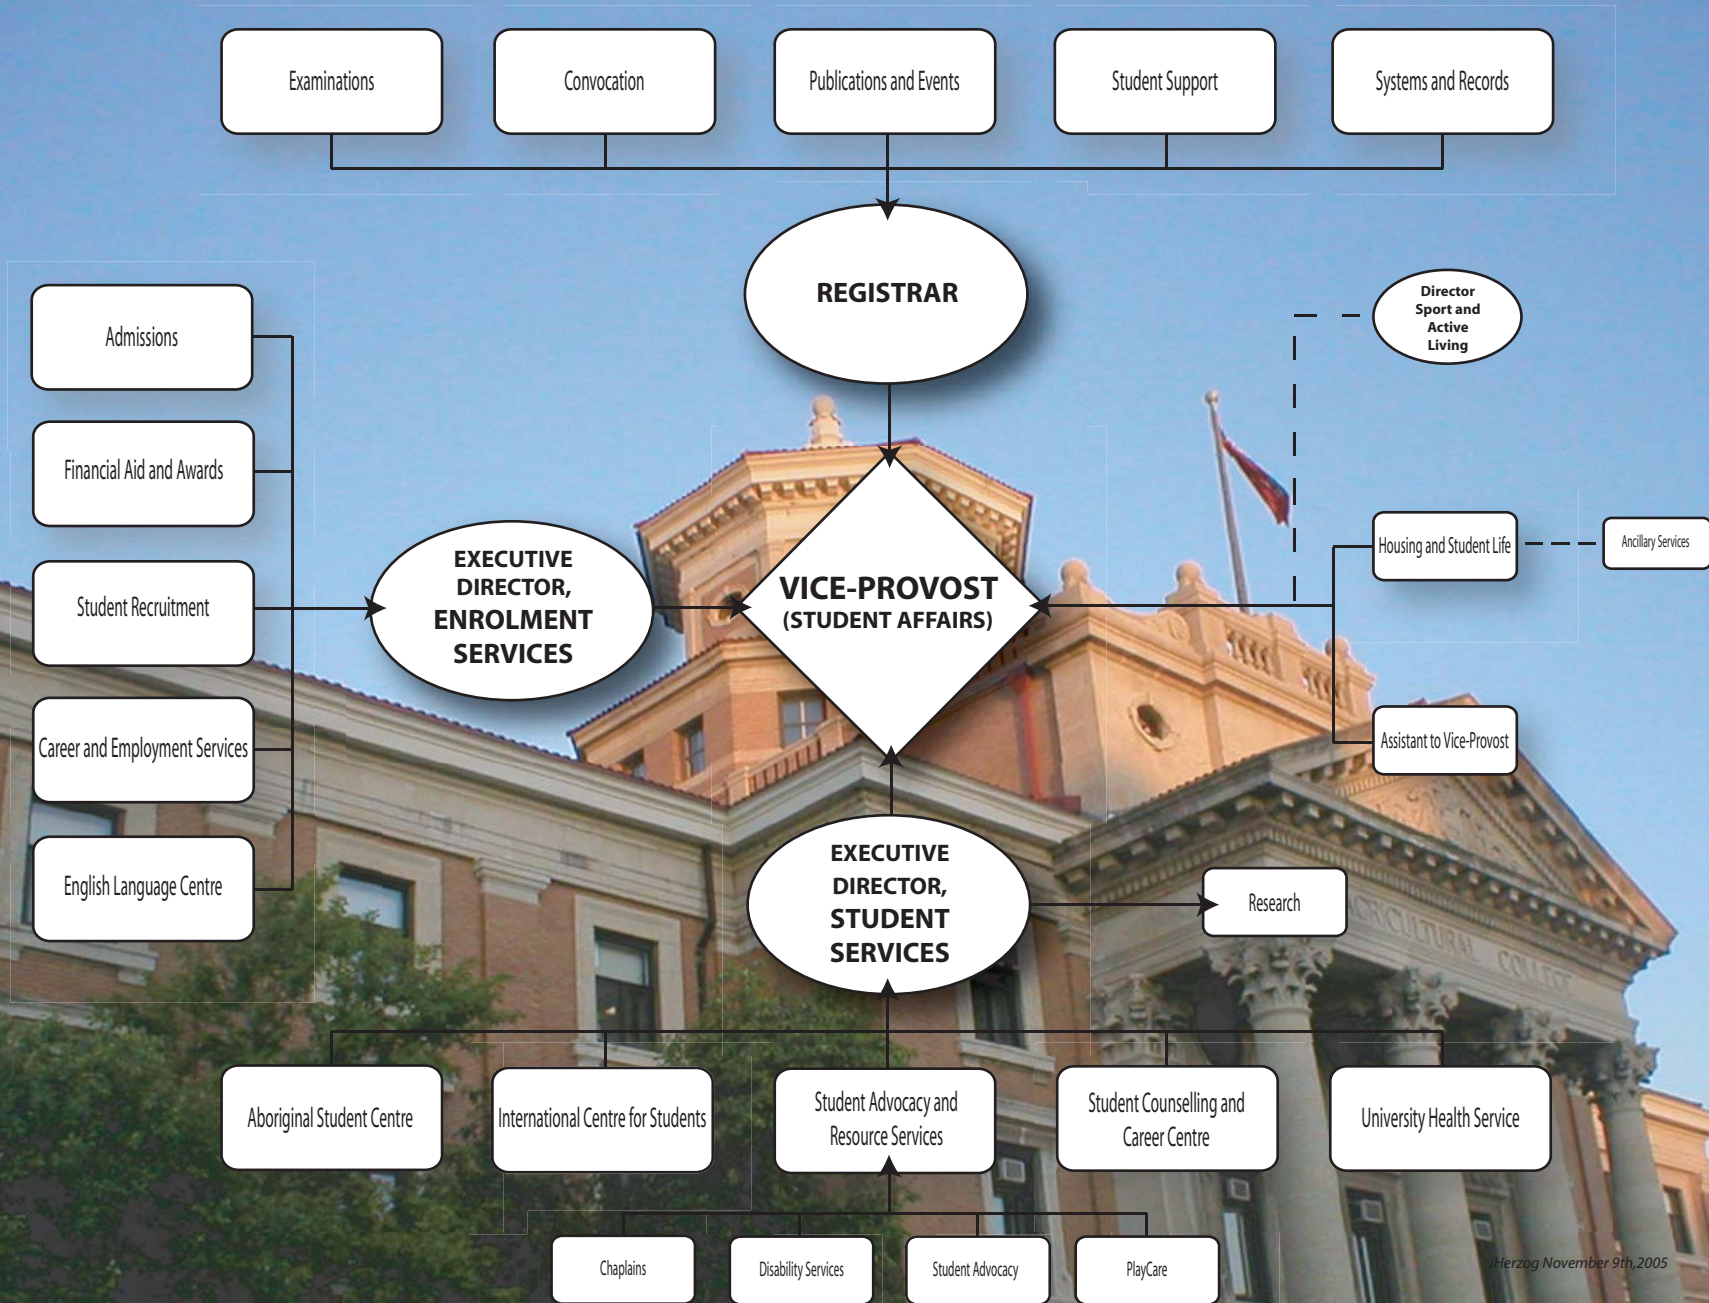 Examinations
Convocation
Publications and Events
Student Support
Systems and Records
REGISTRAR
Director
Sport and
Active
Living
Admissions
Financial Aid and Awards
Student Recruitment
Career and Employment Services
English Language Centre
EXECUTIVE
DIRECTOR,
ENROLMENT
SERVICES
VICE-PROVOST
(STUDENT AFFAIRS)
Housing and Student Life
Ancillary Services
Assistant to Vice-Provost
EXECUTIVE
DIRECTOR,
STUDENT
SERVICES
Research
AGRICULTURAL COLLEGE
Aboriginal Student Centre
International Centre for Students
Student Advocacy and
Resource Services
Student Counselling and
Career Centre
University Health Service
Chaplains
Disability Services
Student Advocacy
PlayCare
JHerzog November 9th,2005